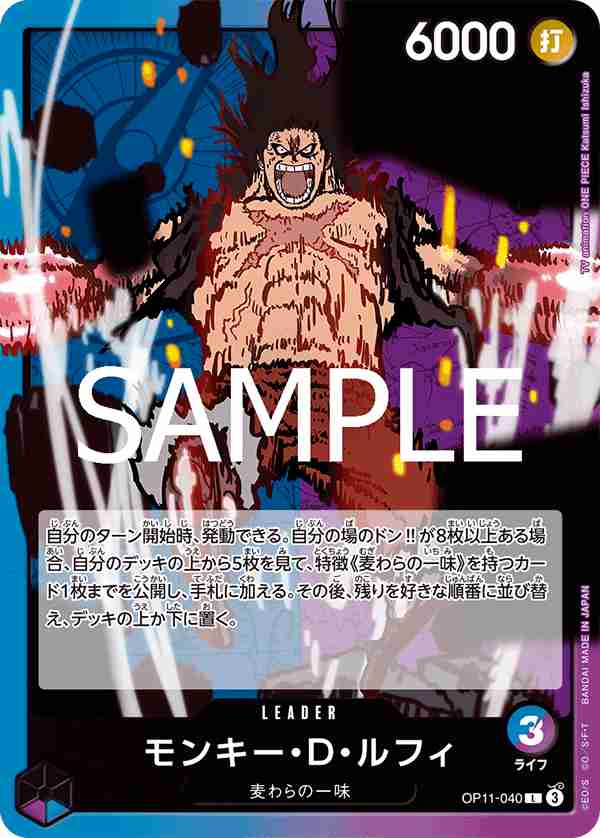 6000 打
TV animation ONE PIECE Katsumi Ishizuka
SAMPLE
自分のターン開始時、発動できる。自分の場のドン!!が8枚以上ある場
合、自分のデッキの上から5枚を見て、特徴《麦わらの一味》を持つカー
ド1枚までを公開し、手札に加える。その後、残りを好きな順番に並び替
え、デッキの上か下に置く。
LEADER
モンキー・D・ルフィ
3
ライフ
麦わらの一味
OP11-040 L 3
©E.O/S ©O/S・F・T BANDAI MADE IN JAPAN